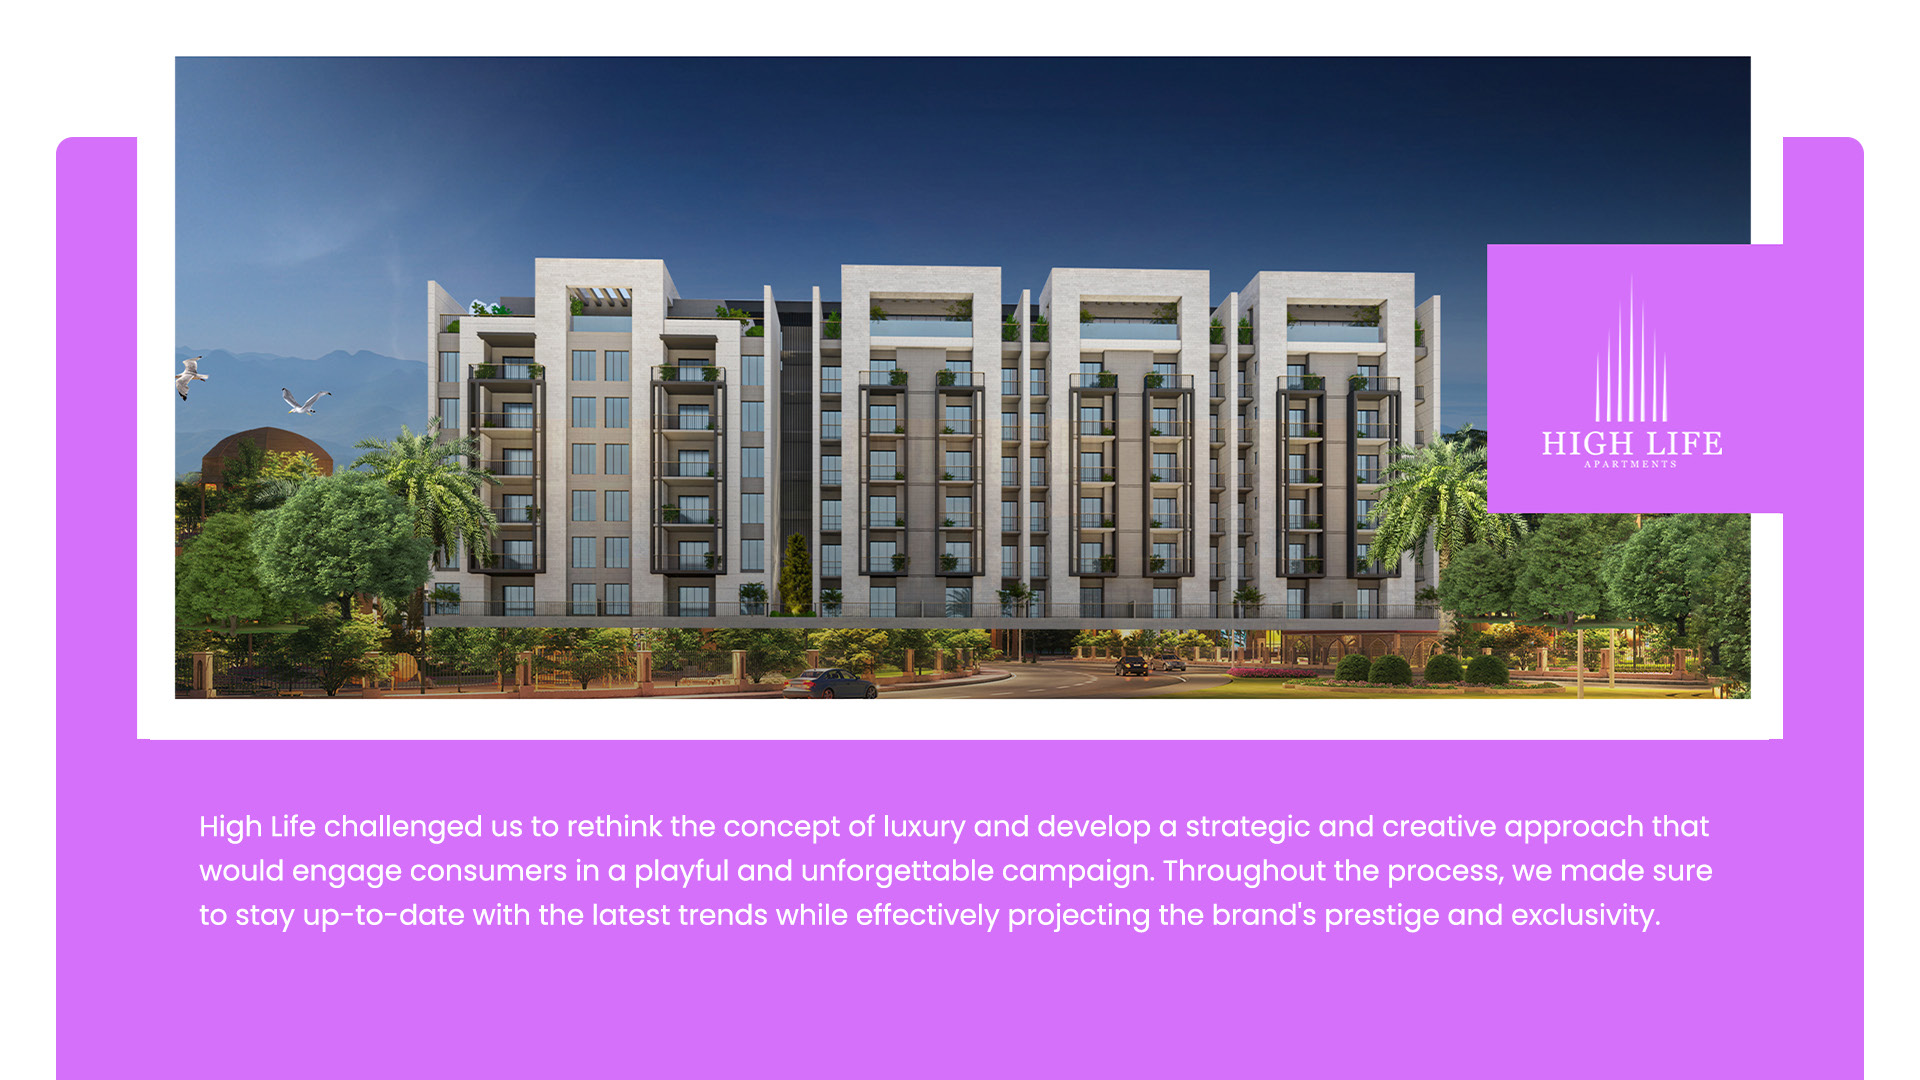 HIGH LIFE
APARTMENTS
High Life challenged us to rethink the concept of luxury and develop a strategic and creative approach that
would engage consumers in a playful and unforgettable campaign. Throughout the process, we made sure
to stay up-to-date with the latest trends while effectively projecting the brand's prestige and exclusivity.